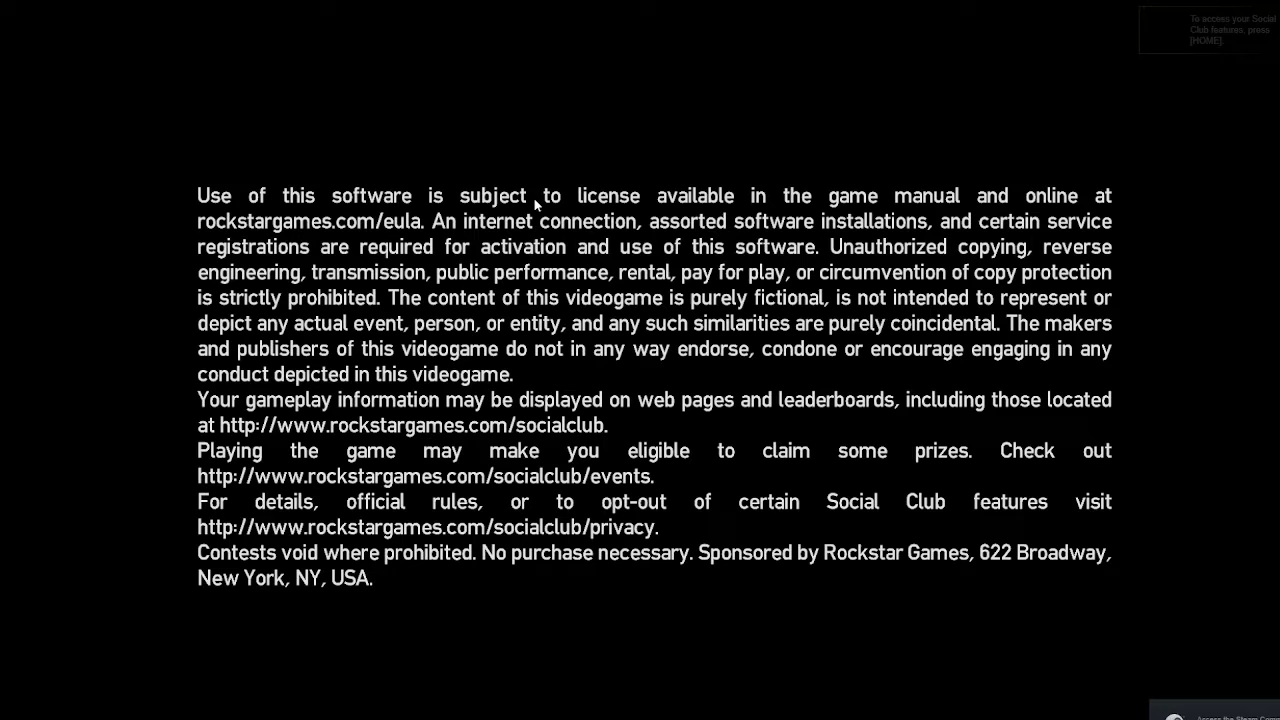 To access your Social
Club features, press
[HOME].
Use of this software is subject to license available in the game manual and online at
rockstargames.com/eula. An internet connection, assorted software installations, and certain service
registrations are required for activation and use of this software. Unauthorized copying, reverse
engineering, transmission, public performance, rental, pay for play, or circumvention of copy protection
is strictly prohibited. The content of this videogame is purely fictional, is not intended to represent or
depict any actual event, person, or entity, and any such similarities are purely coincidental. The makers
and publishers of this videogame do not in any way endorse, condone or encourage engaging in any
conduct depicted in this videogame.
Your gameplay information may be displayed on web pages and leaderboards, including those located
at http://www.rockstargames.com/socialclub.
Playing the game may make you eligible to claim some prizes. Check out
http://www.rockstargames.com/socialclub/events.
For details, official rules, or to opt-out of certain Social Club features visit
http://www.rockstargames.com/socialclub/privacy.
Contests void where prohibited. No purchase necessary. Sponsored by Rockstar Games, 622 Broadway,
New York, NY, USA.
Access the Steam